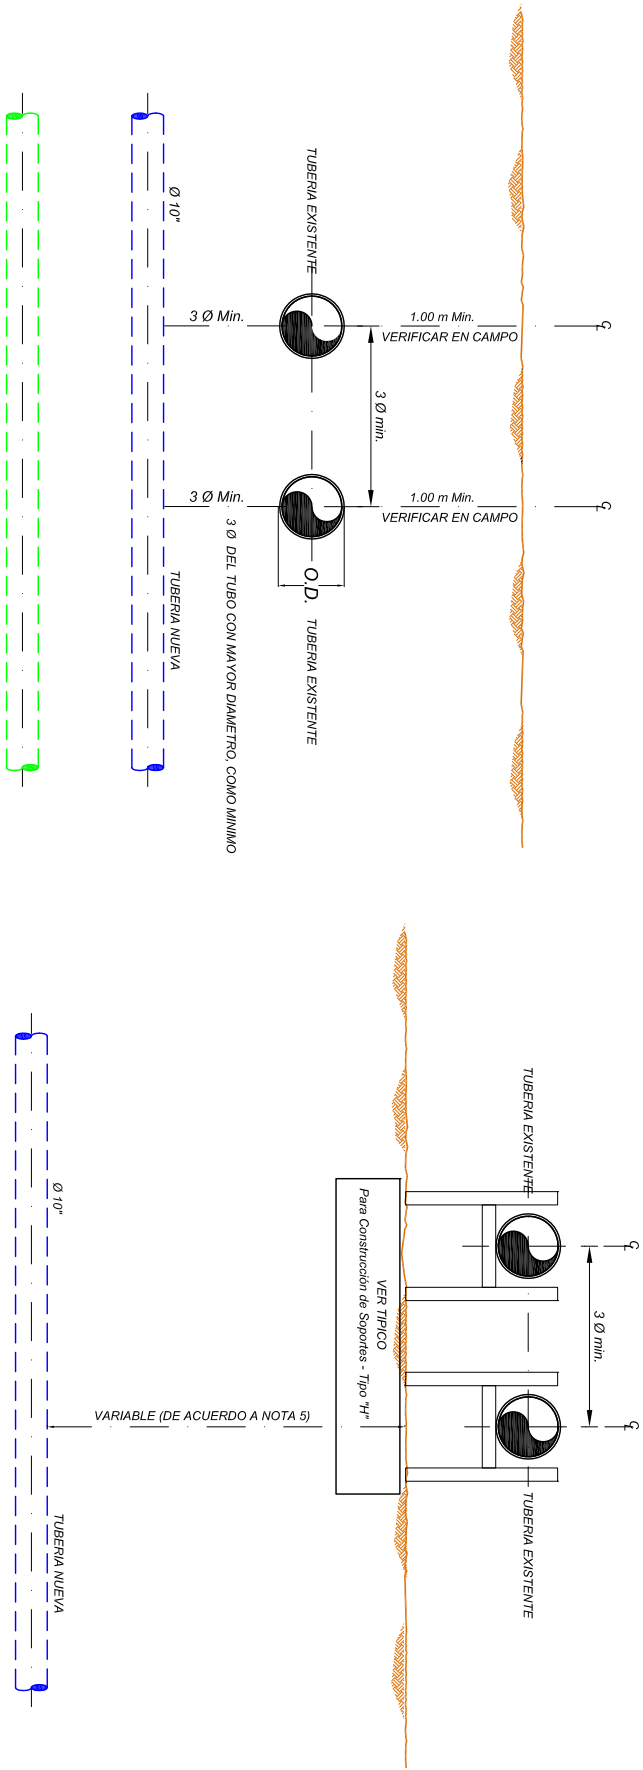 TUBERIA EXISTENTE
Ø 10"
3 Ø Min.
1.00 m Min.
VERIFICAR EN CAMPO
3 Ø min.
3 Ø Min.
1.00 m Min.
VERIFICAR EN CAMPO
O.D.
TUBERIA NUEVA
3 Ø DEL TUBO CON MAYOR DIAMETRO, COMO MINIMO
TUBERIA EXISTENTE
TUBERIA EXISTENTE
Ø 10"
VER TIPICO
Para Construcción de Soportes - Tipo "H"
3 Ø min.
VARIABLE (DE ACUERDO A NOTA 5)
TUBERIA EXISTENTE
TUBERIA NUEVA